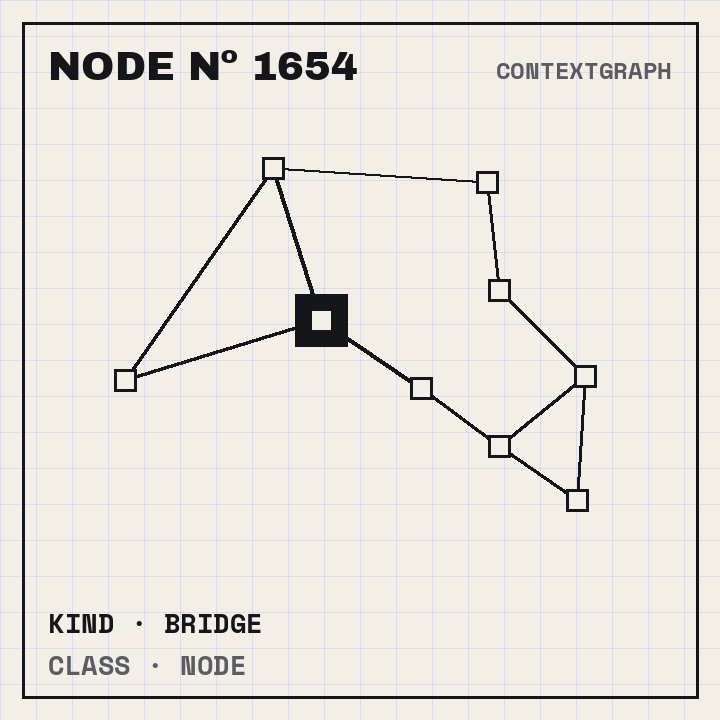 NODE Nº 1654
CONTEXTGRAPH
KIND · BRIDGE
CLASS · NODE